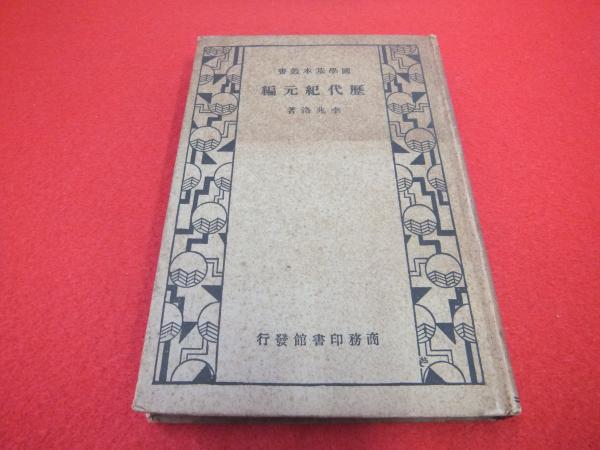 國學基本叢書
歷代紀元編
李兆洛著
商務印書館發行